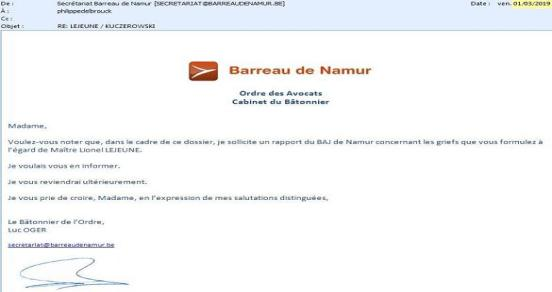 De : Secrétariat Barreau de Namur [SECRETARIAT@BARREAUDENAMUR.BE] Date : ven. 01/03/2019
À : philippedelbrouck
Cc :
Objet : RE: LEJEUNE / KUCZEROWSKI
Barreau de Namur
Ordre des Avocats
Cabinet du Bâtonnier
Madame,
Voulez-vous noter que, dans le cadre de ce dossier, je sollicite un rapport du BAJ de Namur concernant les griefs que vous formulez à
l'égard de Maître Lionel LEJEUNE.
Je voulais vous en informer.
Je vous reviendrai ultérieurement.
Je vous prie de croire, Madame, en l'expression de mes salutations distinguées,
Le Bâtonnier de l'Ordre,
Luc OGER
secretariat@barreaudenamur.be